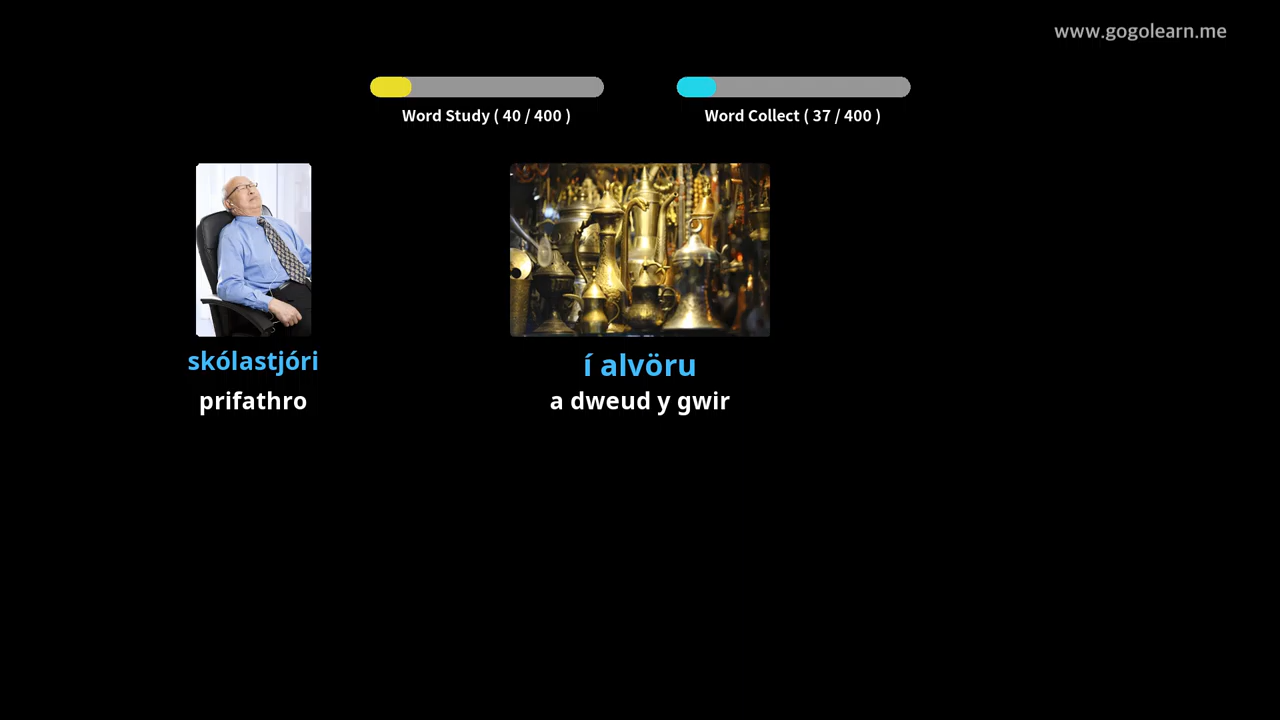 www.gogolearn.me
Word Study ( 40 / 400 )
Word Collect ( 37 / 400 )
skólastjóri
prifathro
í alvöru
a dweud y gwir